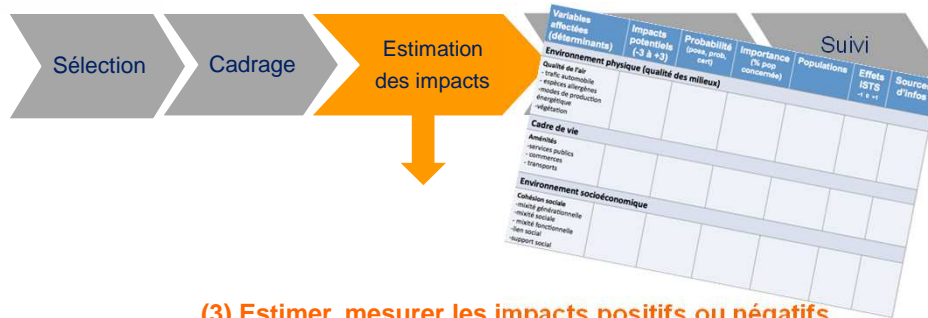 Sélection
Cadrage
Estimation
des impacts
Suivi
Variables
affectées
(déterminants)
Impacts
potentiels
(-3 à +3)
Probabilité
(poss, prob,
cert)
Importance
(% pop
concernée)
Populations
Effets
ISTS
-1 à +1
Sources
d'infos
Environnement physique (qualité des milieux)
Qualité de l'air
- trafic automobile
- espèces allergènes
-modes de production
énergétique
-végétation
Cadre de vie
Aménités
-services publics
- commerces
- transports
Environnement socioéconomique
Cohésion sociale
-mixité générationnelle
-mixité sociale
- mixité fonctionnelle
-lien social
-support social
(3) Estimer, mesurer les impacts positifs ou négatifs